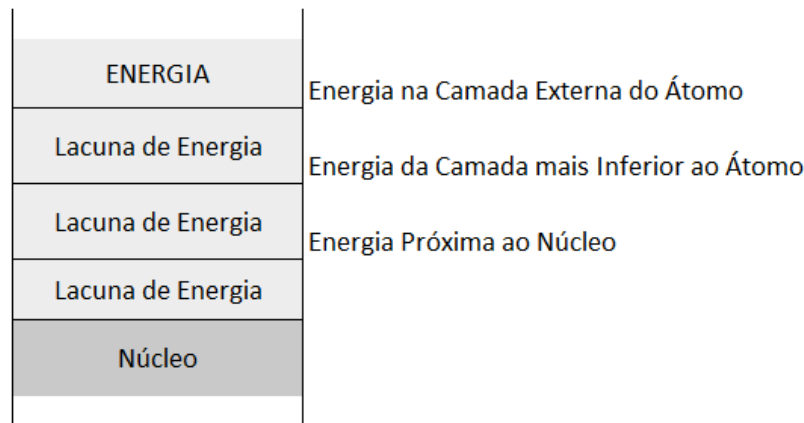 ENERGIA
Energia na Camada Externa do Átomo
Lacuna de Energia
Energia da Camada mais Inferior ao Átomo
Lacuna de Energia
Energia Próxima ao Núcleo
Lacuna de Energia
Núcleo